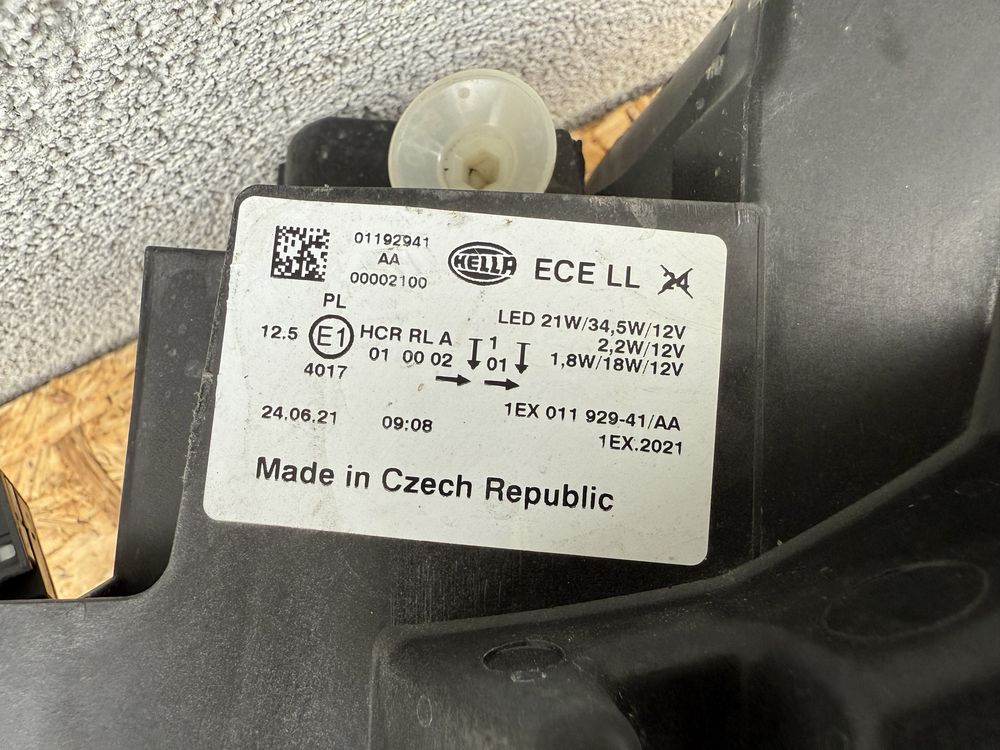 01192941
AA
00002100
HELLA
ECE LL 24
PL
12.5 E1 HCR RL A 1
01 00 02 01
4017
LED 21W/34,5W/12V
2,2W/12V
1,8W/18W/12V
24.06.21 09:08
1EX 011 929-41/AA
1EX.2021
Made in Czech Republic